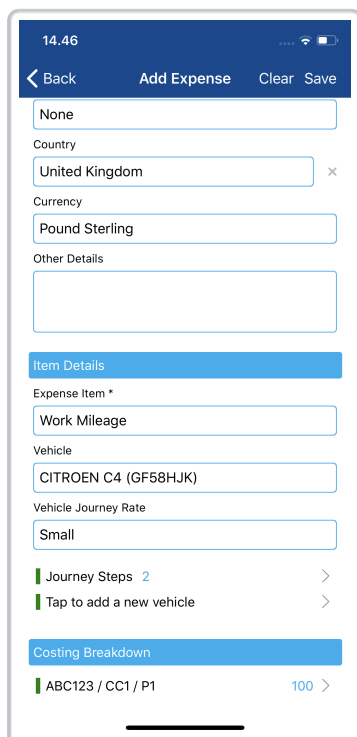 14.46
Back Add Expense Clear Save
None
Country
United Kingdom ×
Currency
Pound Sterling
Other Details
Item Details
Expense Item *
Work Mileage
Vehicle
CITROEN C4 (GF58HJK)
Vehicle Journey Rate
Small
Journey Steps 2
Tap to add a new vehicle
Costing Breakdown
ABC123 / CC1 / P1 100